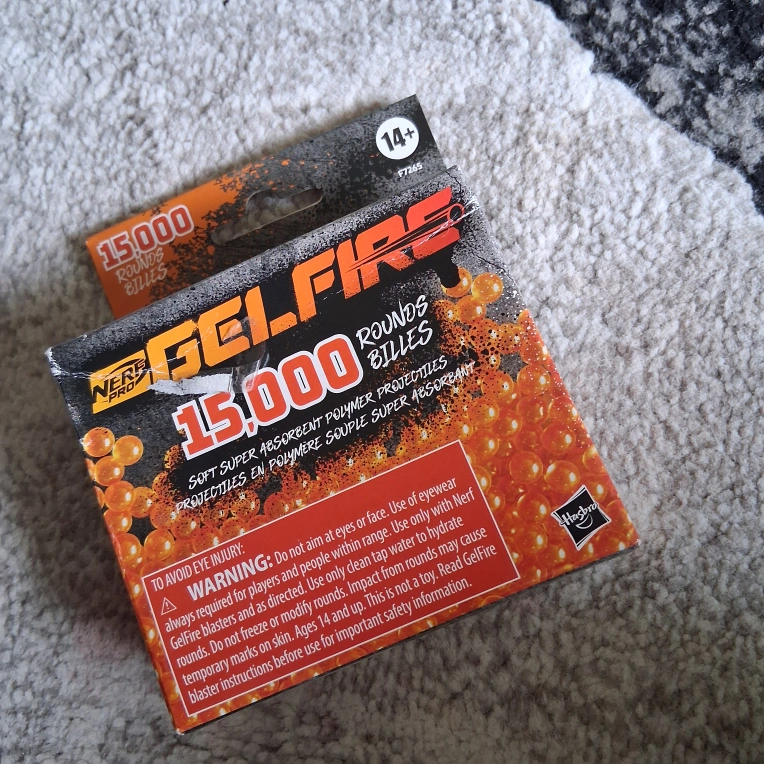 14+
F7265
15,000
ROUNDS
BILLES
GELFIRE
NERF
PRO
15,000
ROUNDS
BILLES
SOFT SUPER ABSORBENT POLYMER PROJECTILES
PROJECTILES EN POLYMÈRE SOUPLE SUPER ABSORBANT
TO AVOID EYE INJURY:
WARNING: Do not aim at eyes or face. Use of eyewear
always required for players and people within range. Use only with Nerf
GelFire blasters and as directed. Use only clean tap water to hydrate
rounds. Do not freeze or modify rounds. Impact from rounds may cause
temporary marks on skin. Ages 14 and up. This is not a toy. Read GelFire
blaster instructions before use for important safety information.
Hasbro